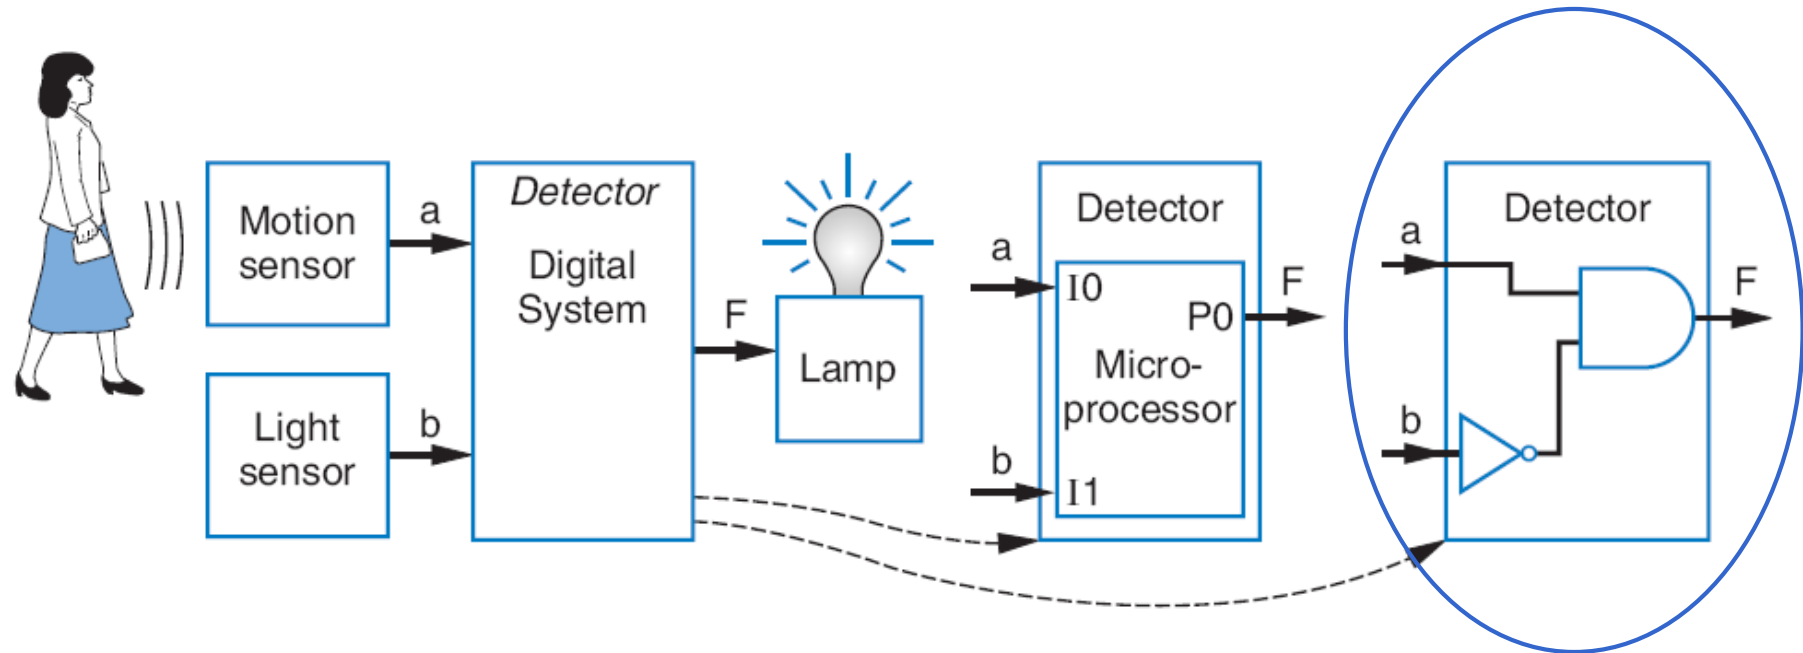 Motion
sensor
a
Light
sensor
b
Detector
Digital
System
F
Lamp
Detector
a
I0
P0
F
Micro-
processor
b
I1
Detector
a
F
b